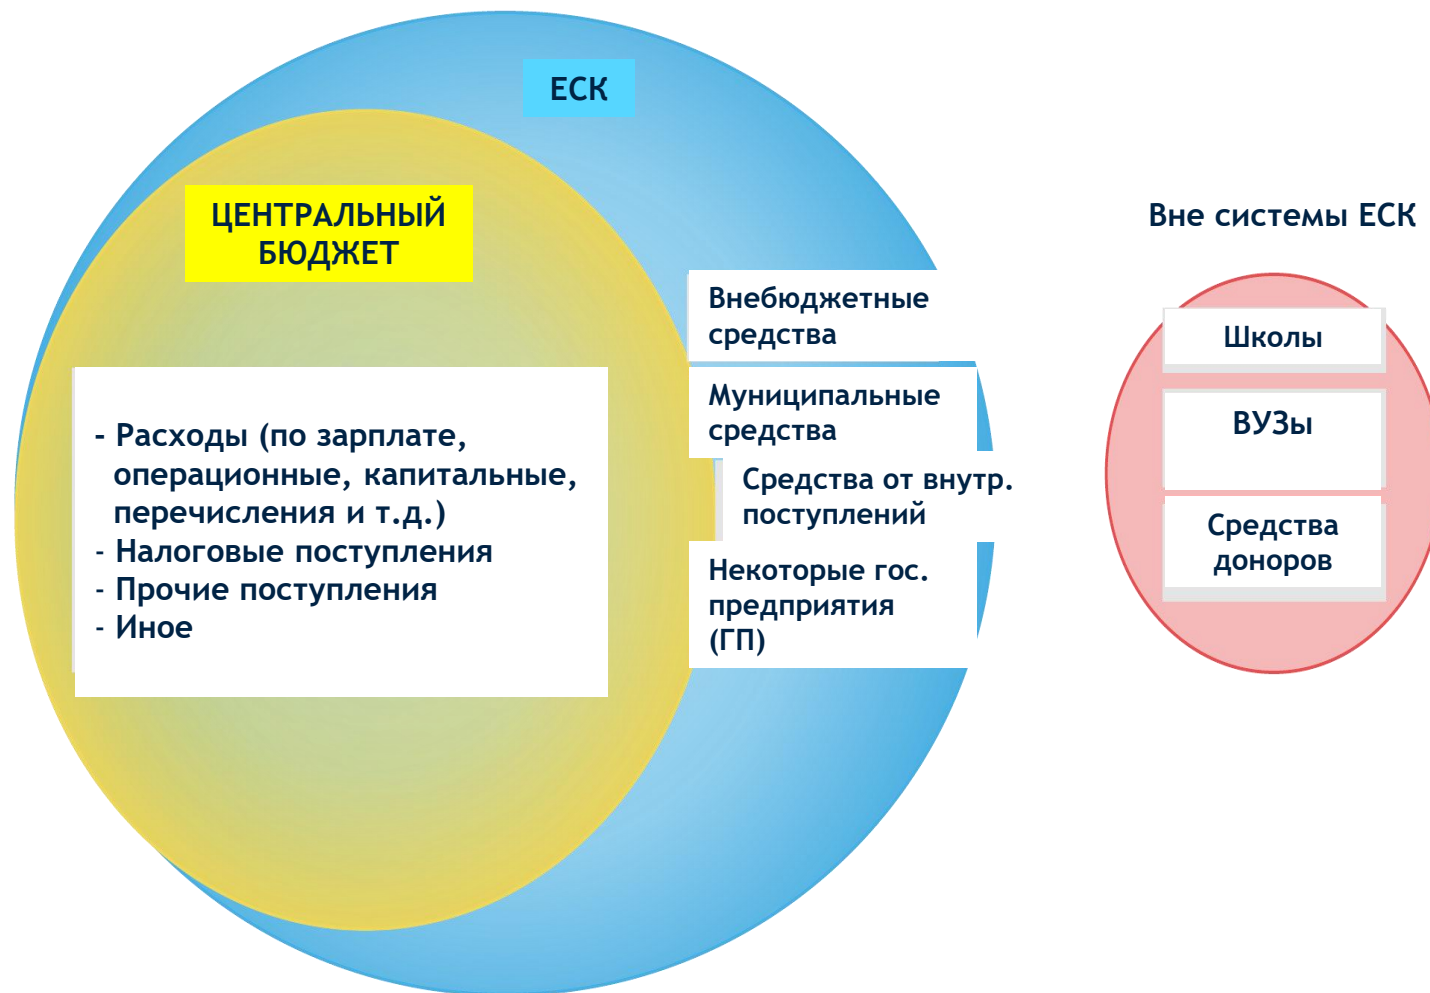 ЕСК
ЦЕНТРАЛЬНЫЙ
БЮДЖЕТ
- Расходы (по зарплате,
операционные, капитальные,
перечисления и т.д.)
- Налоговые поступления
- Прочие поступления
- Иное
Внебюджетные
средства
Муниципальные
средства
Средства от внутр.
поступлений
Некоторые гос.
предприятия
(ГП)
Вне системы ЕСК
Школы
ВУЗы
Средства
доноров